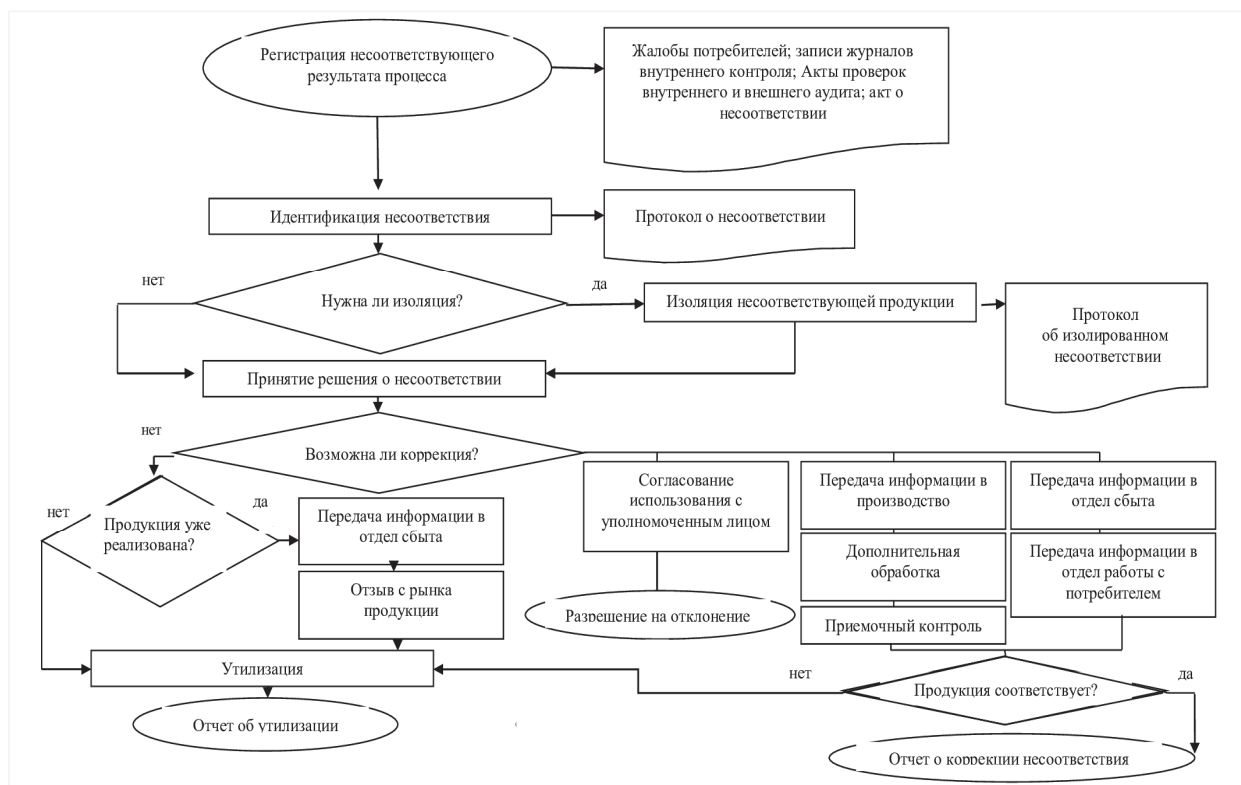 Регистрация несоответствующего
результата процесса
Жалобы потребителей; записи журналов
внутреннего контроля; Акты проверок
внутреннего и внешнего аудита; акт о
несоответствии
Идентификация несоответствия
Протокол о несоответствии
нет
Нужна ли изоляция?
да
Изоляция несоответствующей продукции
Протокол
об изолированном
несоответствии
Принятие решения о несоответствии
нет
Возможна ли коррекция?
Согласование
использования с
уполномоченным лицом
Передача информации в
производство
Передача информации в
отдел сбыта
нет
Продукция уже
реализована?
да
Передача информации в
отдел сбыта
Дополнительная
обработка
Передача информации в
отдел работы с
потребителем
Отзыв с рынка
продукции
Разрешение на отклонение
Приемочный контроль
Утилизация
нет
Продукция соответствует?
да
Отчет об утилизации
Отчет о коррекции несоответствия